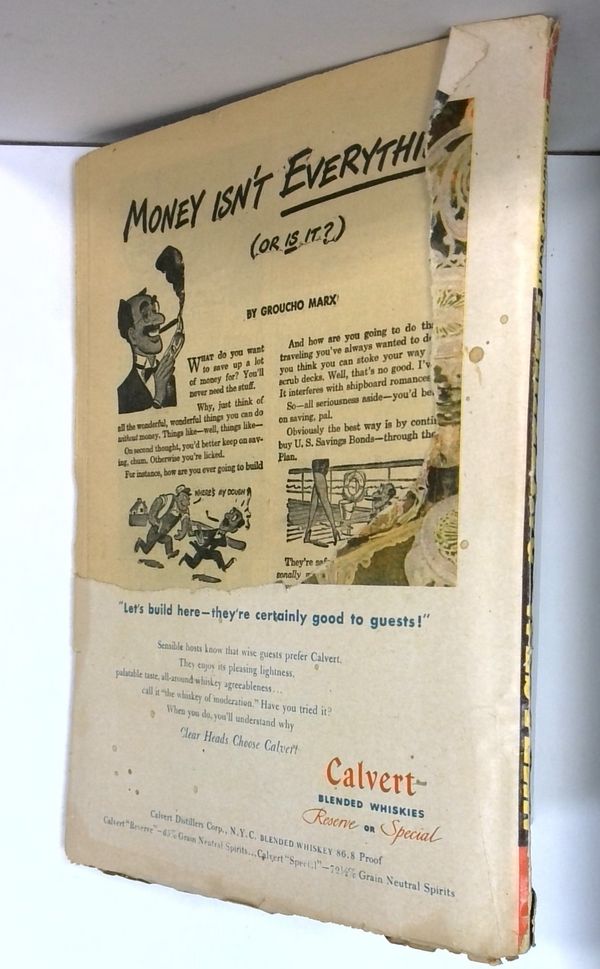 MONEY ISN'T EVERYTHI
(OR IS IT?)
BY GROUCHO MARX
WHAT do you want
to save up a lot
of money for? You'll
never need the stuff.
Why, just think of
all the wonderful, wonderful things you can do
without money. Things like—well, things like—
On second thought, you'd better keep on sav-
ing, chum. Otherwise you're licked.
For instance, how are you ever going to build
WHERE'S MY DOUGH?
And how are you going to do
traveling you've always wanted to
you think you can stoke your way
scrub decks. Well, that's no good.
It interferes with shipboard romances
So—all seriousness aside—you'd
on saving, pal.
Obviously the best way is by
buy U. S. Savings Bonds—through
Plan.
They're
"Let's build here—they're certainly good to guests!"
Sensible hosts know that wise guests prefer Calvert.
They enjoy its pleasing lightness,
palatable taste, all-around whiskey agreeableness...
call it "the whiskey of moderation." Have you tried it?
When you do, you'll understand why
Clear Heads Choose Calvert
Calvert
BLENDED WHISKIES
Reserve OR Special
Calvert Distillers Corp., N.Y.C. BLENDED WHISKEY 86.8 Proof
Calvert "Reserve"—65% Grain Neutral Spirits...Calvert "Special"—72½% Grain Neutral Spirits